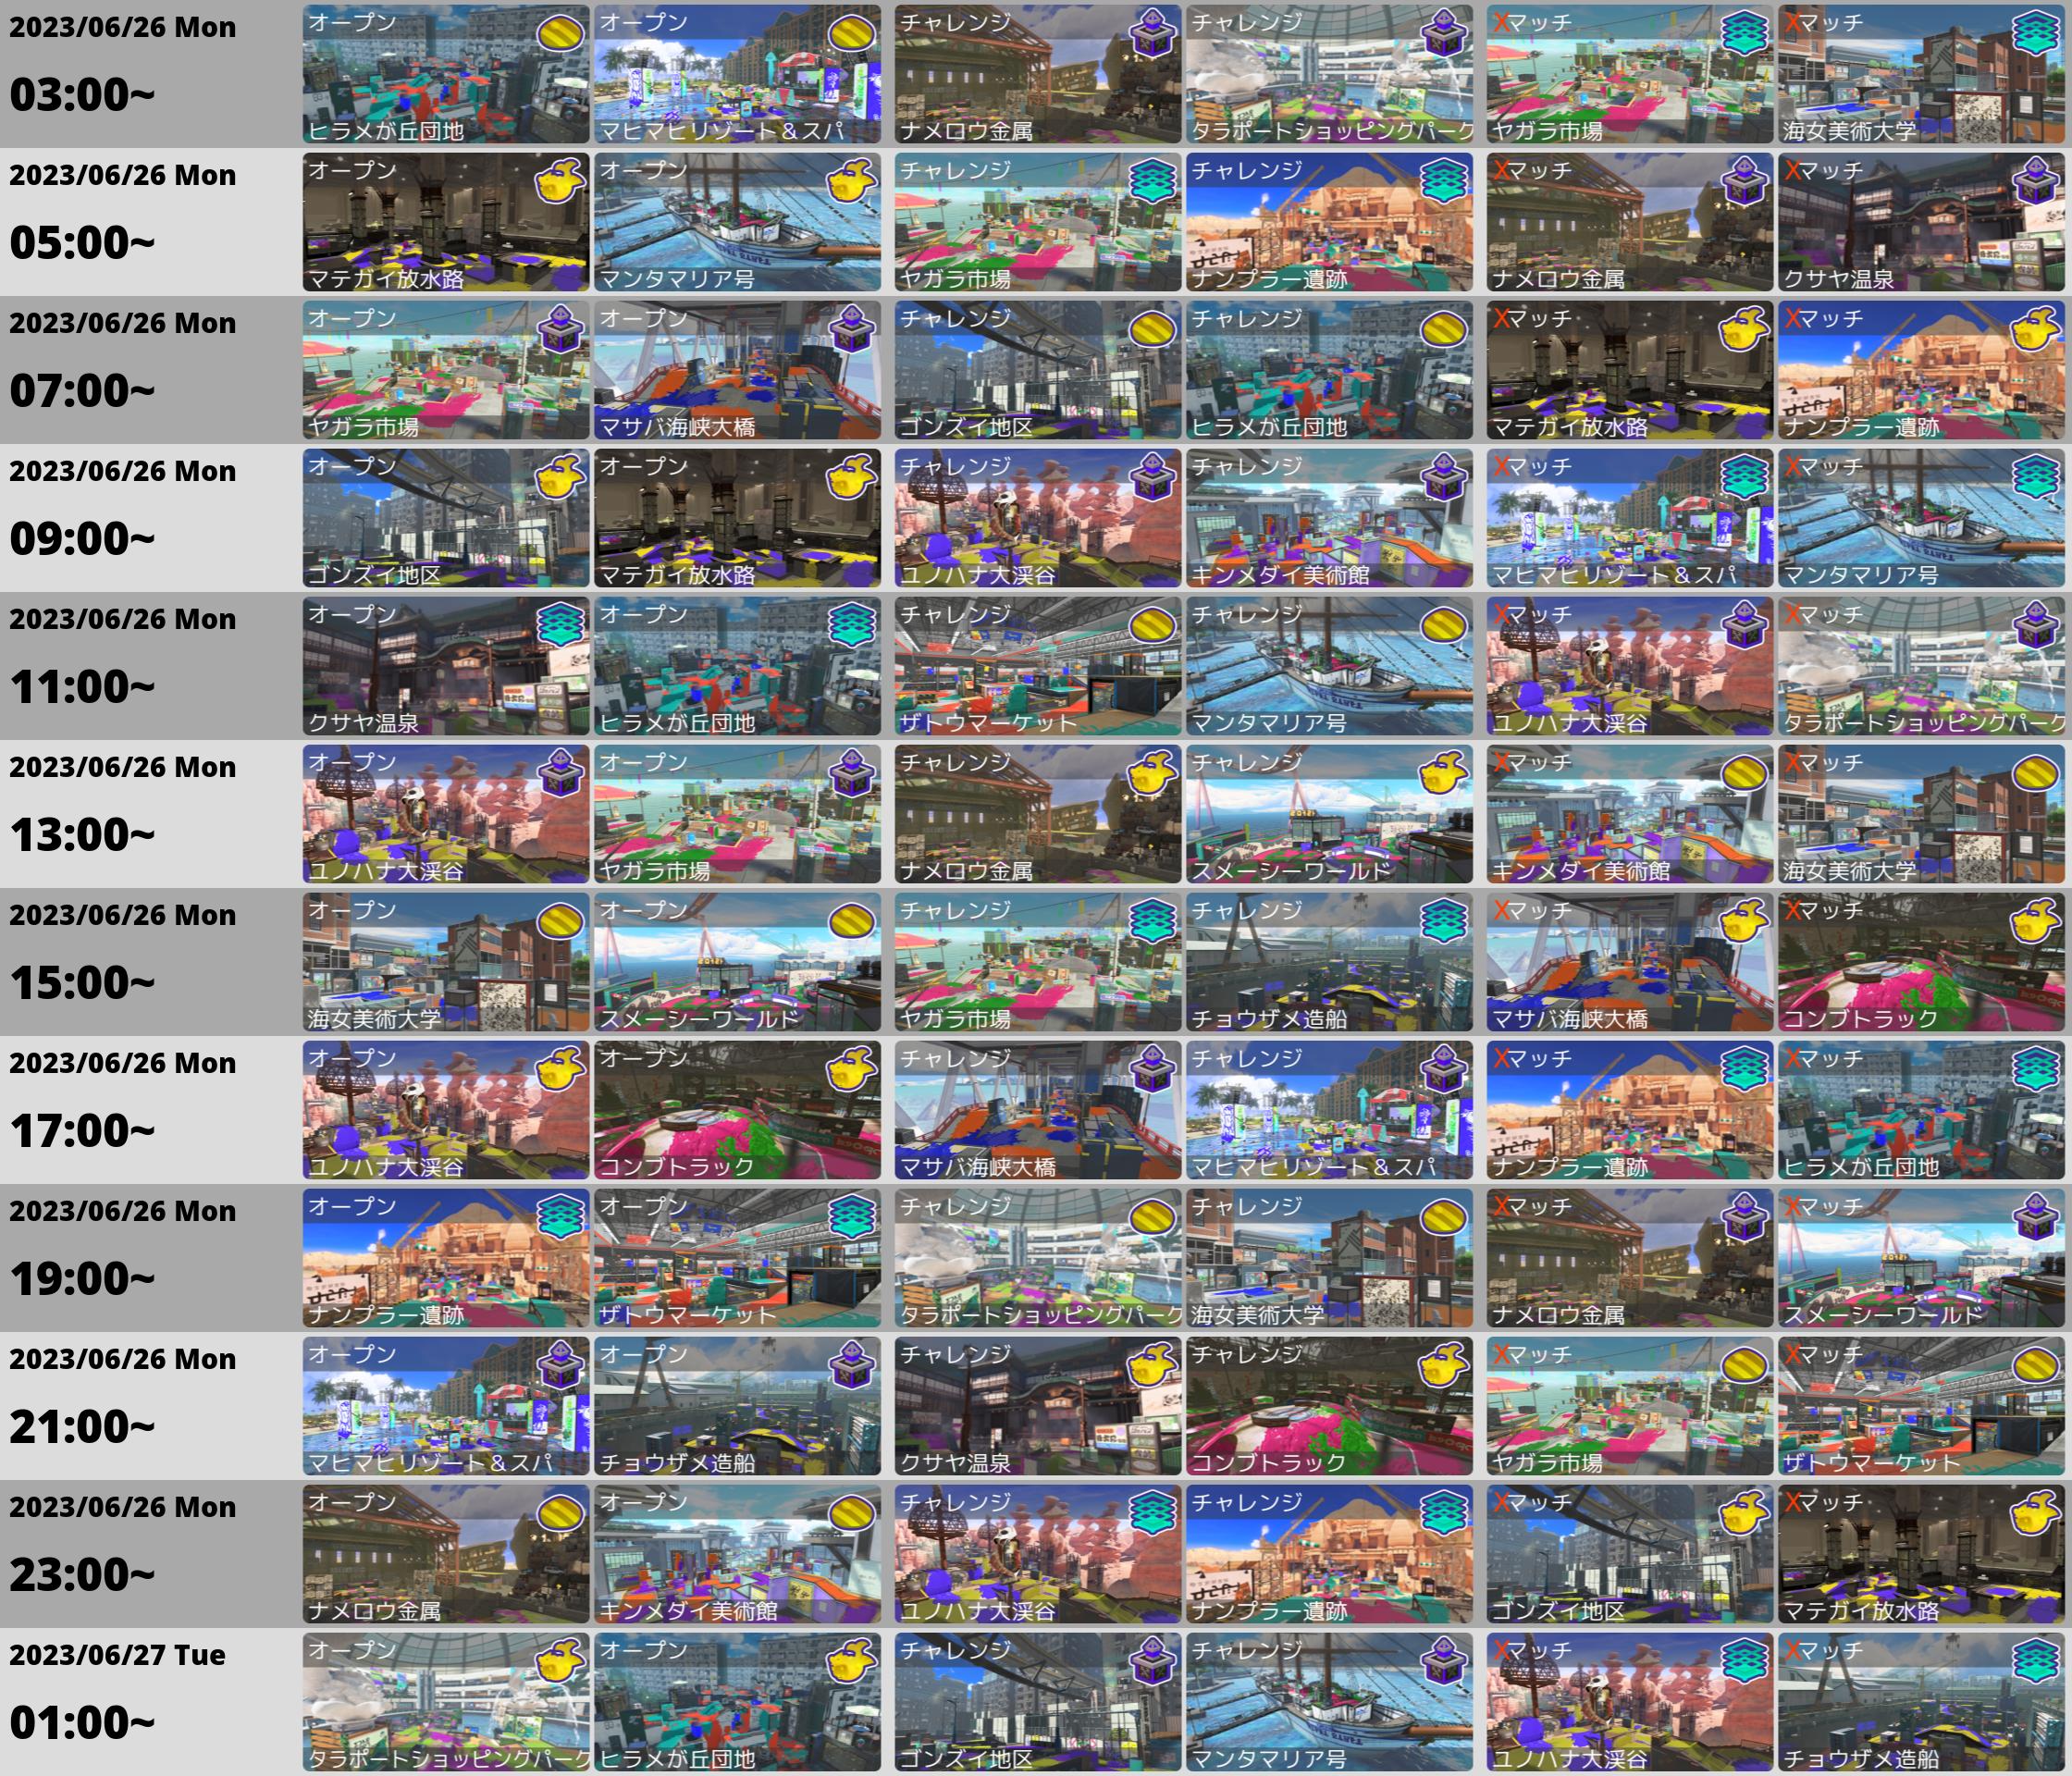 2023/06/26 Mon
03:00~
オープン
ヒラメが丘団地
オープン
マヒマヒリゾート＆スパ
チャレンジ
ナメロウ金属
チャレンジ
タラポートショッピングパーク
Xマッチ
ヤガラ市場
Xマッチ
海女美術大学
2023/06/26 Mon
05:00~
オープン
マテガイ放水路
オープン
マンタマリア号
チャレンジ
ヤガラ市場
チャレンジ
ナンプラー遺跡
Xマッチ
ナメロウ金属
Xマッチ
クサヤ温泉
2023/06/26 Mon
07:00~
オープン
ヤガラ市場
オープン
マサバ海峡大橋
チャレンジ
ゴンズイ地区
チャレンジ
ヒラメが丘団地
Xマッチ
マテガイ放水路
Xマッチ
ナンプラー遺跡
2023/06/26 Mon
09:00~
オープン
ゴンズイ地区
オープン
マテガイ放水路
チャレンジ
ユノハナ大渓谷
チャレンジ
キンメダイ美術館
Xマッチ
マヒマヒリゾート＆スパ
Xマッチ
マンタマリア号
2023/06/26 Mon
11:00~
オープン
クサヤ温泉
オープン
ヒラメが丘団地
チャレンジ
ザトウマーケット
チャレンジ
マンタマリア号
Xマッチ
ユノハナ大渓谷
Xマッチ
タラポートショッピングパーク
2023/06/26 Mon
13:00~
オープン
ユノハナ大渓谷
オープン
ヤガラ市場
チャレンジ
ナメロウ金属
チャレンジ
スメーシーワールド
Xマッチ
キンメダイ美術館
Xマッチ
海女美術大学
2023/06/26 Mon
15:00~
オープン
海女美術大学
オープン
スメーシーワールド
チャレンジ
ヤガラ市場
チャレンジ
チョウザメ造船
Xマッチ
マサバ海峡大橋
Xマッチ
コンブトラック
2023/06/26 Mon
17:00~
オープン
ユノハナ大渓谷
オープン
コンブトラック
チャレンジ
マサバ海峡大橋
チャレンジ
マヒマヒリゾート＆スパ
Xマッチ
ナンプラー遺跡
Xマッチ
ヒラメが丘団地
2023/06/26 Mon
19:00~
オープン
ナンプラー遺跡
オープン
ザトウマーケット
チャレンジ
タラポートショッピングパーク
チャレンジ
海女美術大学
Xマッチ
ナメロウ金属
Xマッチ
スメーシーワールド
2023/06/26 Mon
21:00~
オープン
マヒマヒリゾート＆スパ
オープン
チョウザメ造船
チャレンジ
クサヤ温泉
チャレンジ
コンブトラック
Xマッチ
ヤガラ市場
Xマッチ
ザトウマーケット
2023/06/26 Mon
23:00~
オープン
ナメロウ金属
オープン
キンメダイ美術館
チャレンジ
ユノハナ大渓谷
チャレンジ
ナンプラー遺跡
Xマッチ
ゴンズイ地区
Xマッチ
マテガイ放水路
2023/06/27 Tue
01:00~
オープン
タラポートショッピングパーク
オープン
ヒラメが丘団地
チャレンジ
ゴンズイ地区
チャレンジ
マンタマリア号
Xマッチ
ユノハナ大渓谷
Xマッチ
チョウザメ造船